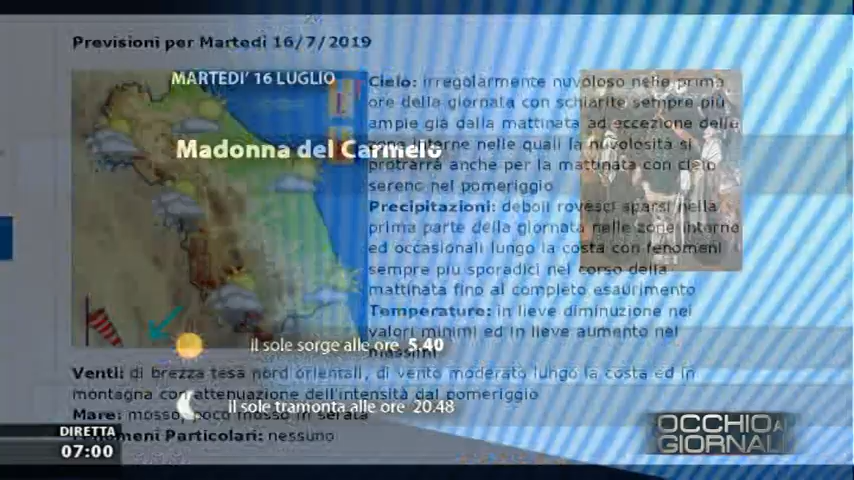 Previsioni per Martedì 16/7/2019
MARTEDI' 16 LUGLIO
Madonna del Carmelo
Cielo: irregolarmente nuvoloso nelle prima
ore della giornata con schiarite sempre più
ampie già dalla mattinata ad eccezione delle
zone interne nelle quali la nuvolosità si
protrarrà anche per la mattinata con cielo
sereno nel pomeriggio
Precipitazioni: deboli rovesci sparsi nella
prima parte della giornata nelle zone interne
ed occasionali lungo la costa con fenomeni
sempre più sporadici nel corso della
mattinata fino al completo esaurimento
Temperature: in lieve diminuzione nei
valori minimi ed in lieve aumento nei
massimi
il sole sorge alle ore 5.40
Venti: di brezza tesa nord orientali, di vento moderato lungo la costa ed in
montagna con attenuazione dell'intensità dal pomeriggio
il sole tramonta alle ore 20.48
Mare: mosso, poco mosso in serata
Fenomeni Particolari: nessuno
DIRETTA
07:00
OCCHIO AI
GIORNALI